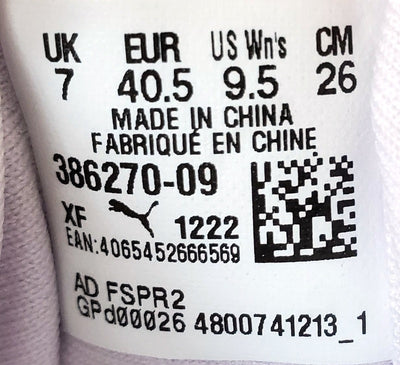 UK EUR US Wn's CM
7 40.5 9.5 26
MADE IN CHINA
FABRIQUÉ EN CHINE
386270-09
XF 1222
EAN:4065452666569
AD FSPR2
GPd00026 4800741213_1